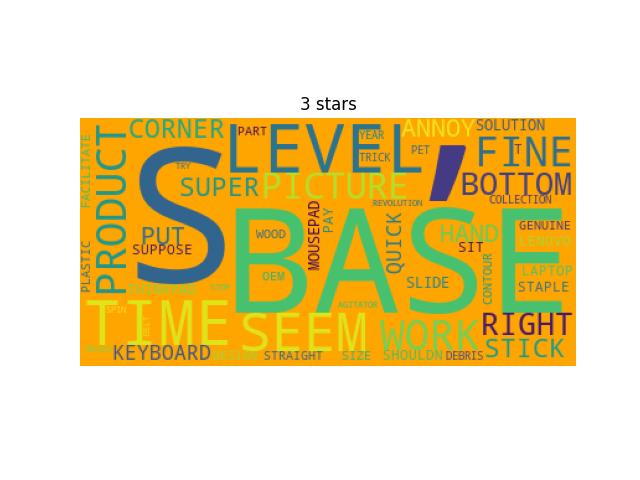 3 stars
CORNER
PART
LEVEL
YEAR
ANNOY
SOLUTION
FACILITATE
PRODUCT
S
TRY
TRICK
PET
,
FINE
T
SUPER
PICTURE
BOTTOM
REVOLUTION
COLLECTION
PUT
SUPPOSE
WOOD
MOUSEPAD
PAY
BASE
QUICK
HAND
SIT
GENUINE
LENOVO
PLASTIC
OEM
SLIDE
CONTOUR
LAPTOP
STAPLE
THINKPAD
AGITATOR
SPIN
TIME
SEEM
WORK
RIGHT
STICK
KEYBOARD
DESIGN
STRAIGHT
SIZE
SHOULDN
DEBRIS